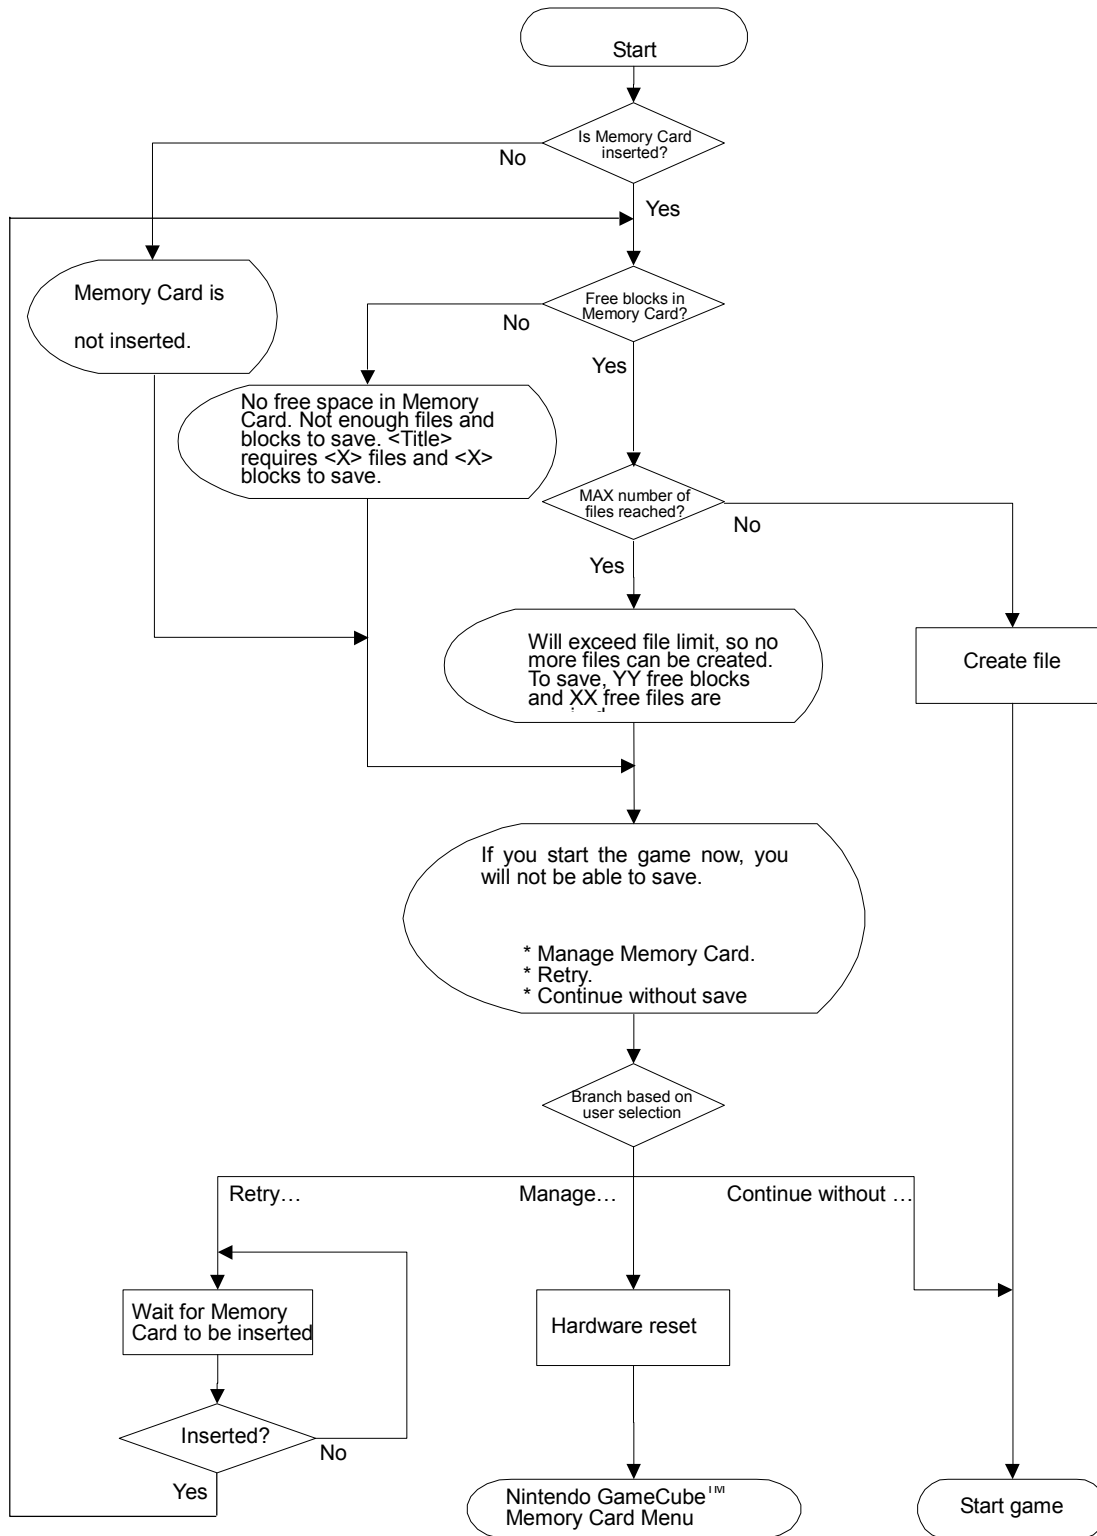 Start
Is Memory Card
inserted?
No
Yes
Memory Card is
not inserted.
Free blocks in
Memory Card?
No
Yes
No free space in Memory
Card. Not enough files and
blocks to save. <Title>
requires <X> files and <X>
blocks to save.
MAX number of
files reached?
No
Yes
Will exceed file limit, so no
more files can be created.
To save, YY free blocks
and XX free files are
Create file
If you start the game now, you
will not be able to save.
* Manage Memory Card.
* Retry.
* Continue without save
Branch based on
user selection
Retry…
Manage…
Continue without …
Wait for Memory
Card to be inserted
Hardware reset
Inserted?
No
Yes
Nintendo GameCube™
Memory Card Menu
Start game